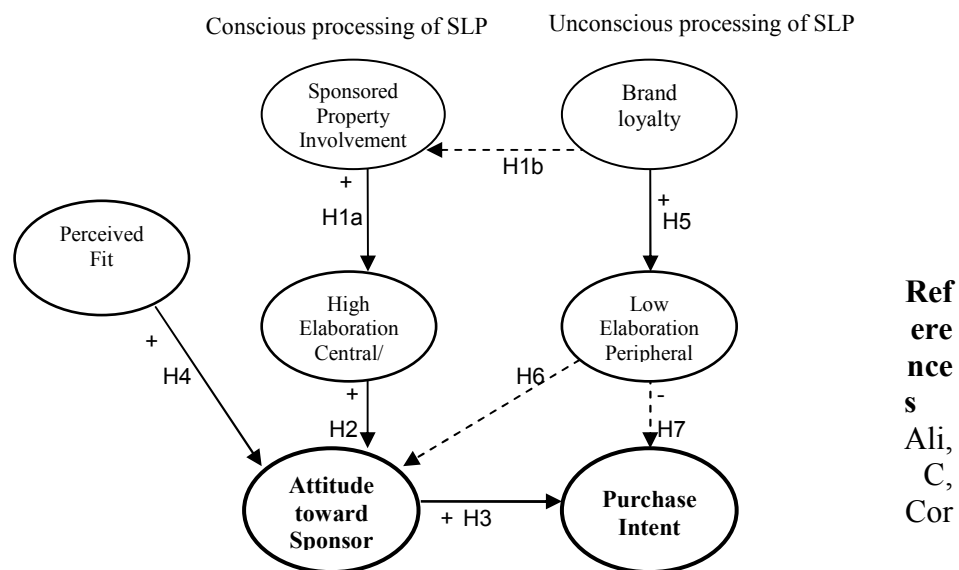 Conscious processing of SLP
Unconscious processing of SLP
Sponsored
Property
Involvement
Brand
loyalty
H1b
+
H1a
+
H5
Perceived
Fit
High
Elaboration
Central/
Low
Elaboration
Peripheral
+
H4
+
H2
H6
-
H7
Attitude
toward
Sponsor
+ H3
Purchase
Intent
Ref
ere
nce
s
Ali,
C,
Cor